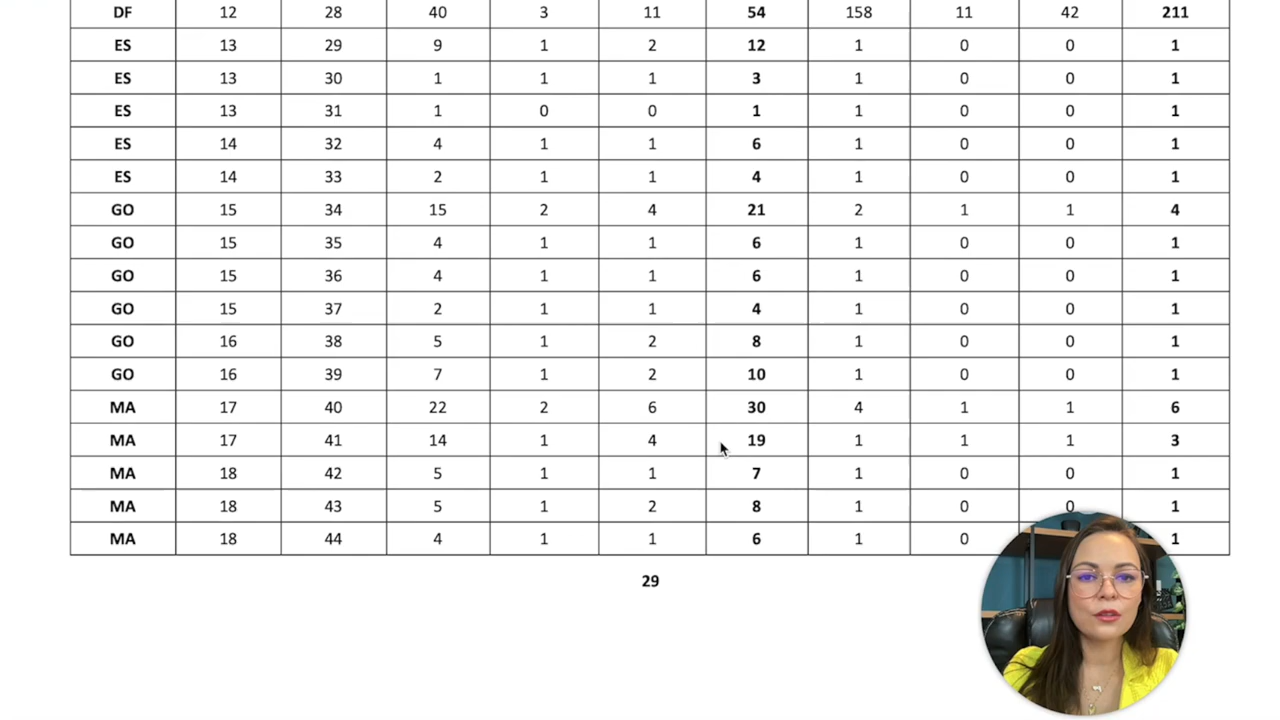 DF 12 28 40 3 11 54 158 11 42 211
ES 13 29 9 1 2 12 1 0 0 1
ES 13 30 1 1 1 3 1 0 0 1
ES 13 31 1 0 0 1 1 0 0 1
ES 14 32 4 1 1 6 1 0 0 1
ES 14 33 2 1 1 4 1 0 0 1
GO 15 34 15 2 4 21 2 1 1 4
GO 15 35 4 1 1 6 1 0 0 1
GO 15 36 4 1 1 6 1 0 0 1
GO 15 37 2 1 1 4 1 0 0 1
GO 16 38 5 1 2 8 1 0 0 1
GO 16 39 7 1 2 10 1 0 0 1
MA 17 40 22 2 6 30 4 1 1 6
MA 17 41 14 1 4 19 1 1 1 3
MA 18 42 5 1 1 7 1 0 0 1
MA 18 43 5 1 2 8 1 0 0 1
MA 18 44 4 1 1 6 1 0 1
29